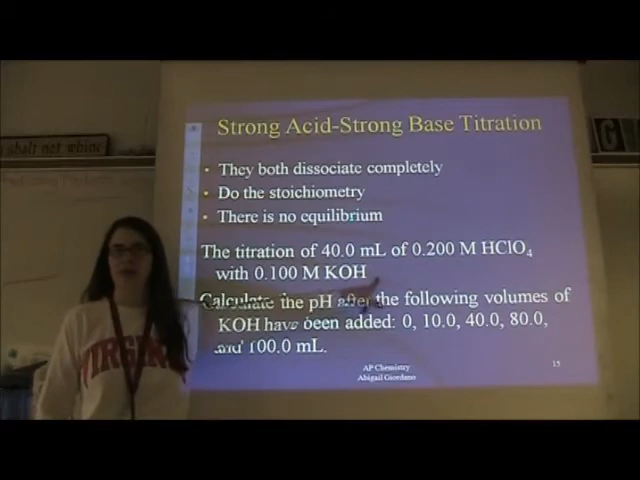 Strong Acid-Strong Base Titration
• They both dissociate completely
• Do the stoichiometry
• There is no equilibrium
The titration of 40.0 mL of 0.200 M HClO₄
with 0.100 M KOH
Calculate the pH after the following volumes of
KOH have been added: 0, 10.0, 40.0, 80.0,
and 100.0 mL.
AP Chemistry
Abigail Giordano
15
shalt not whine
VIRGINI
G